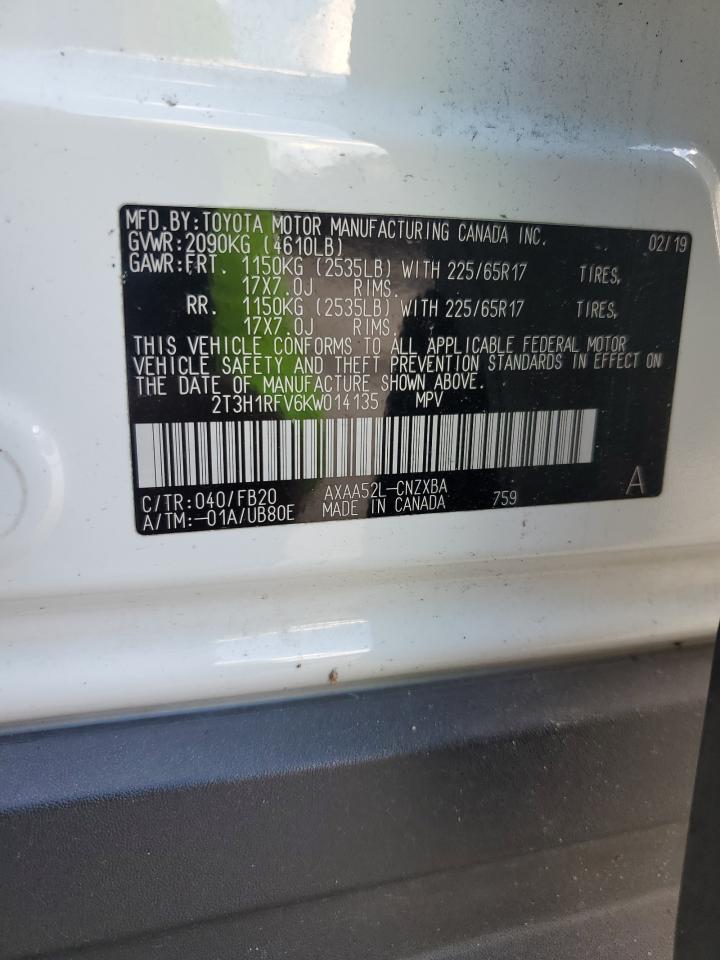 MFD.BY:TOYOTA MOTOR MANUFACTURING CANADA INC. 02/19
GVWR:2090KG (4610LB)
GAWR:FRT. 1150KG (2535LB) WITH 225/65R17 TIRES,
17X7.0J RIMS.
RR. 1150KG (2535LB) WITH 225/65R17 TIRES,
17X7.0J RIMS.
THIS VEHICLE CONFORMS TO ALL APPLICABLE FEDERAL MOTOR
VEHICLE SAFETY AND THEFT PREVENTION STANDARDS IN EFFECT ON
THE DATE OF MANUFACTURE SHOWN ABOVE.
2T3H1RFV6KW014135 MPV
C/TR:040/FB20 AXAA52L-CNZXBA A
A/TM:-01A/UB80E MADE IN CANADA 759